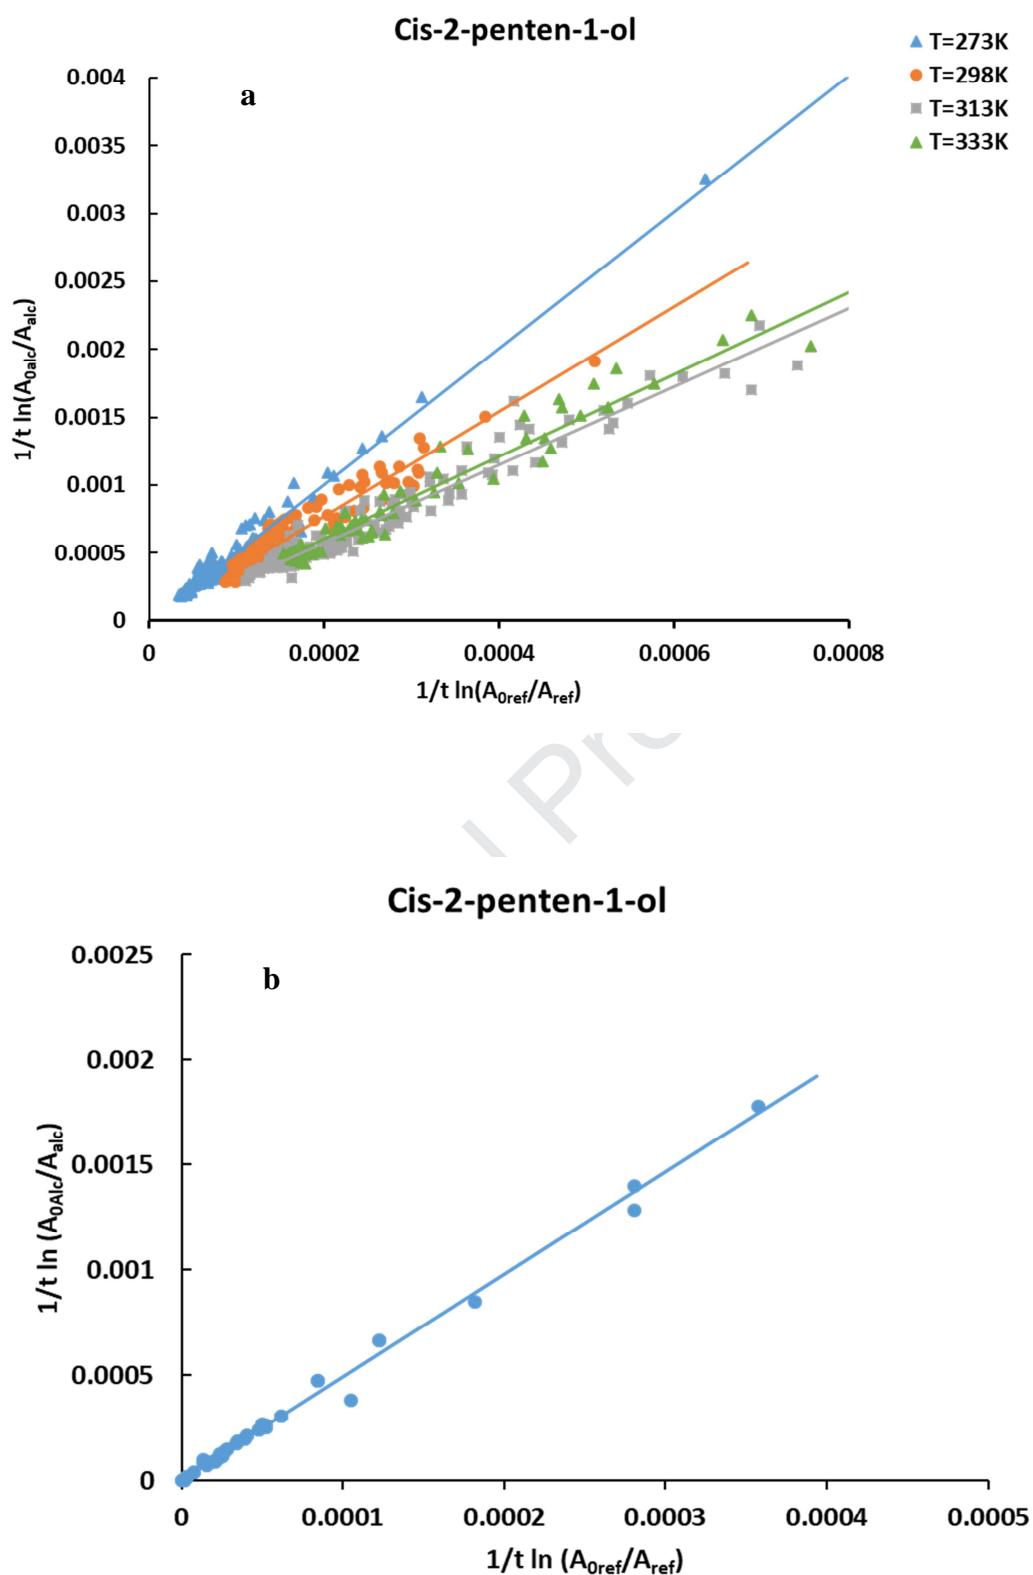 Cis-2-penten-1-ol
T=273K
T=298K
T=313K
T=333K
a
0.004
0.0035
0.003
0.0025
0.002
0.0015
0.001
0.0005
0
1/t ln(A0alc/Aalc)
0 0.0002 0.0004 0.0006 0.0008
1/t ln(A0ref/Aref)
l Pro
Cis-2-penten-1-ol
b
0.0025
0.002
0.0015
0.001
0.0005
0
1/t ln (A0Alc/Aalc)
0 0.0001 0.0002 0.0003 0.0004 0.0005
1/t ln (A0ref/Aref)